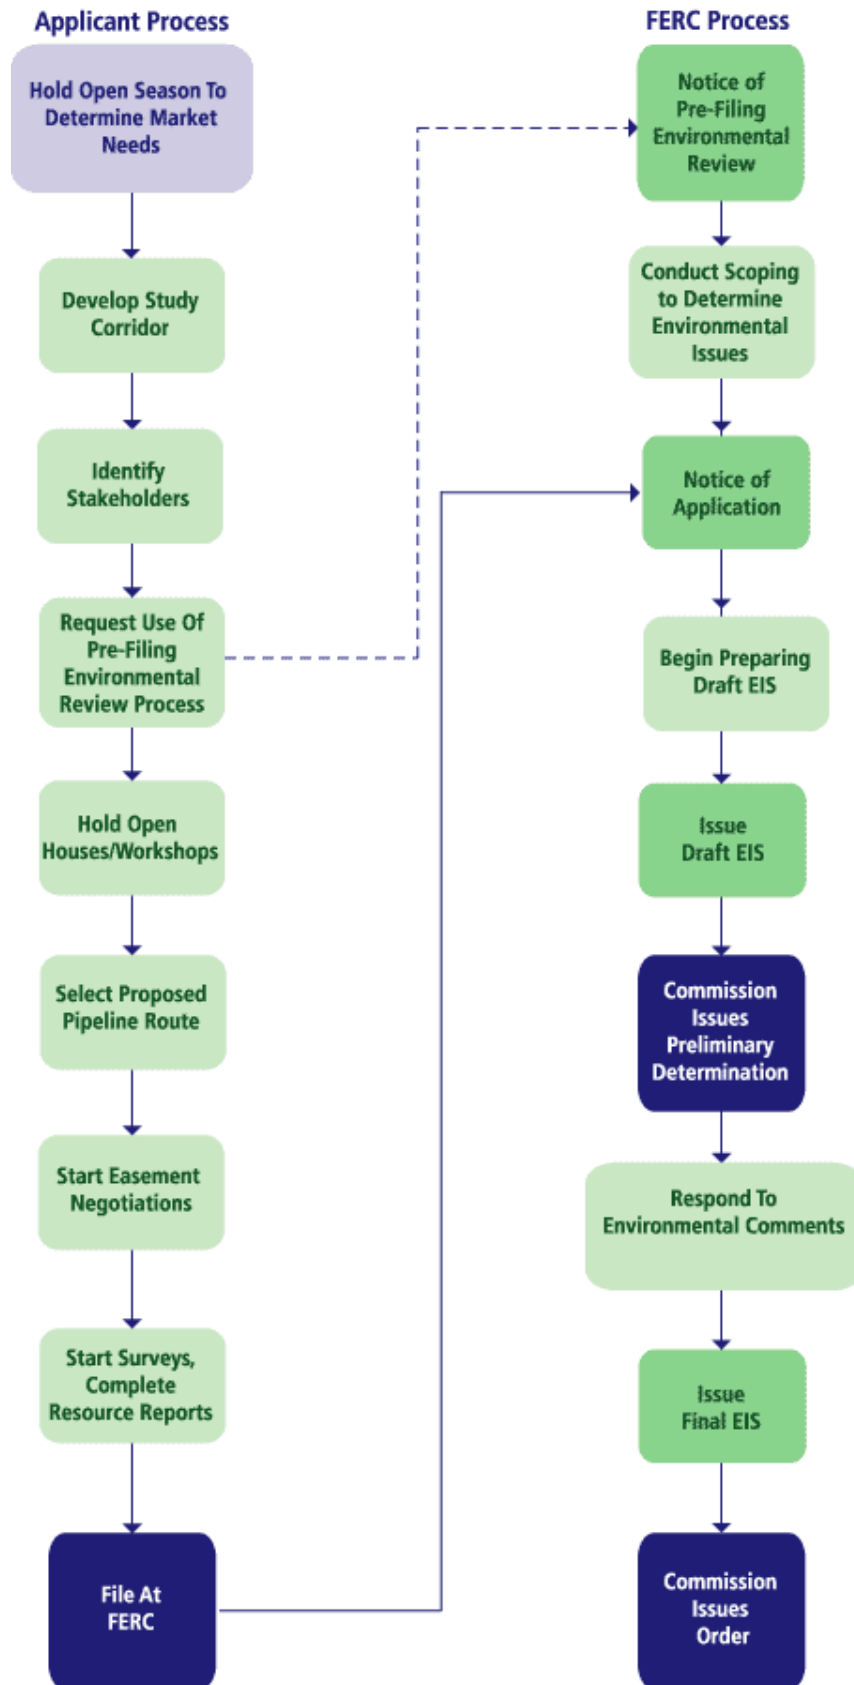 Applicant Process
Hold Open Season To
Determine Market
Needs
Develop Study
Corridor
Identify
Stakeholders
Request Use Of
Pre-Filing
Environmental
Review Process
Hold Open
Houses/Workshops
Select Proposed
Pipeline Route
Start Easement
Negotiations
Start Surveys,
Complete
Resource Reports
File At
FERC
FERC Process
Notice of
Pre-Filing
Environmental
Review
Conduct Scoping
to Determine
Environmental
Issues
Notice of
Application
Begin Preparing
Draft EIS
Issue
Draft EIS
Commission
Issues
Preliminary
Determination
Respond To
Environmental Comments
Issue
Final EIS
Commission
Issues
Order